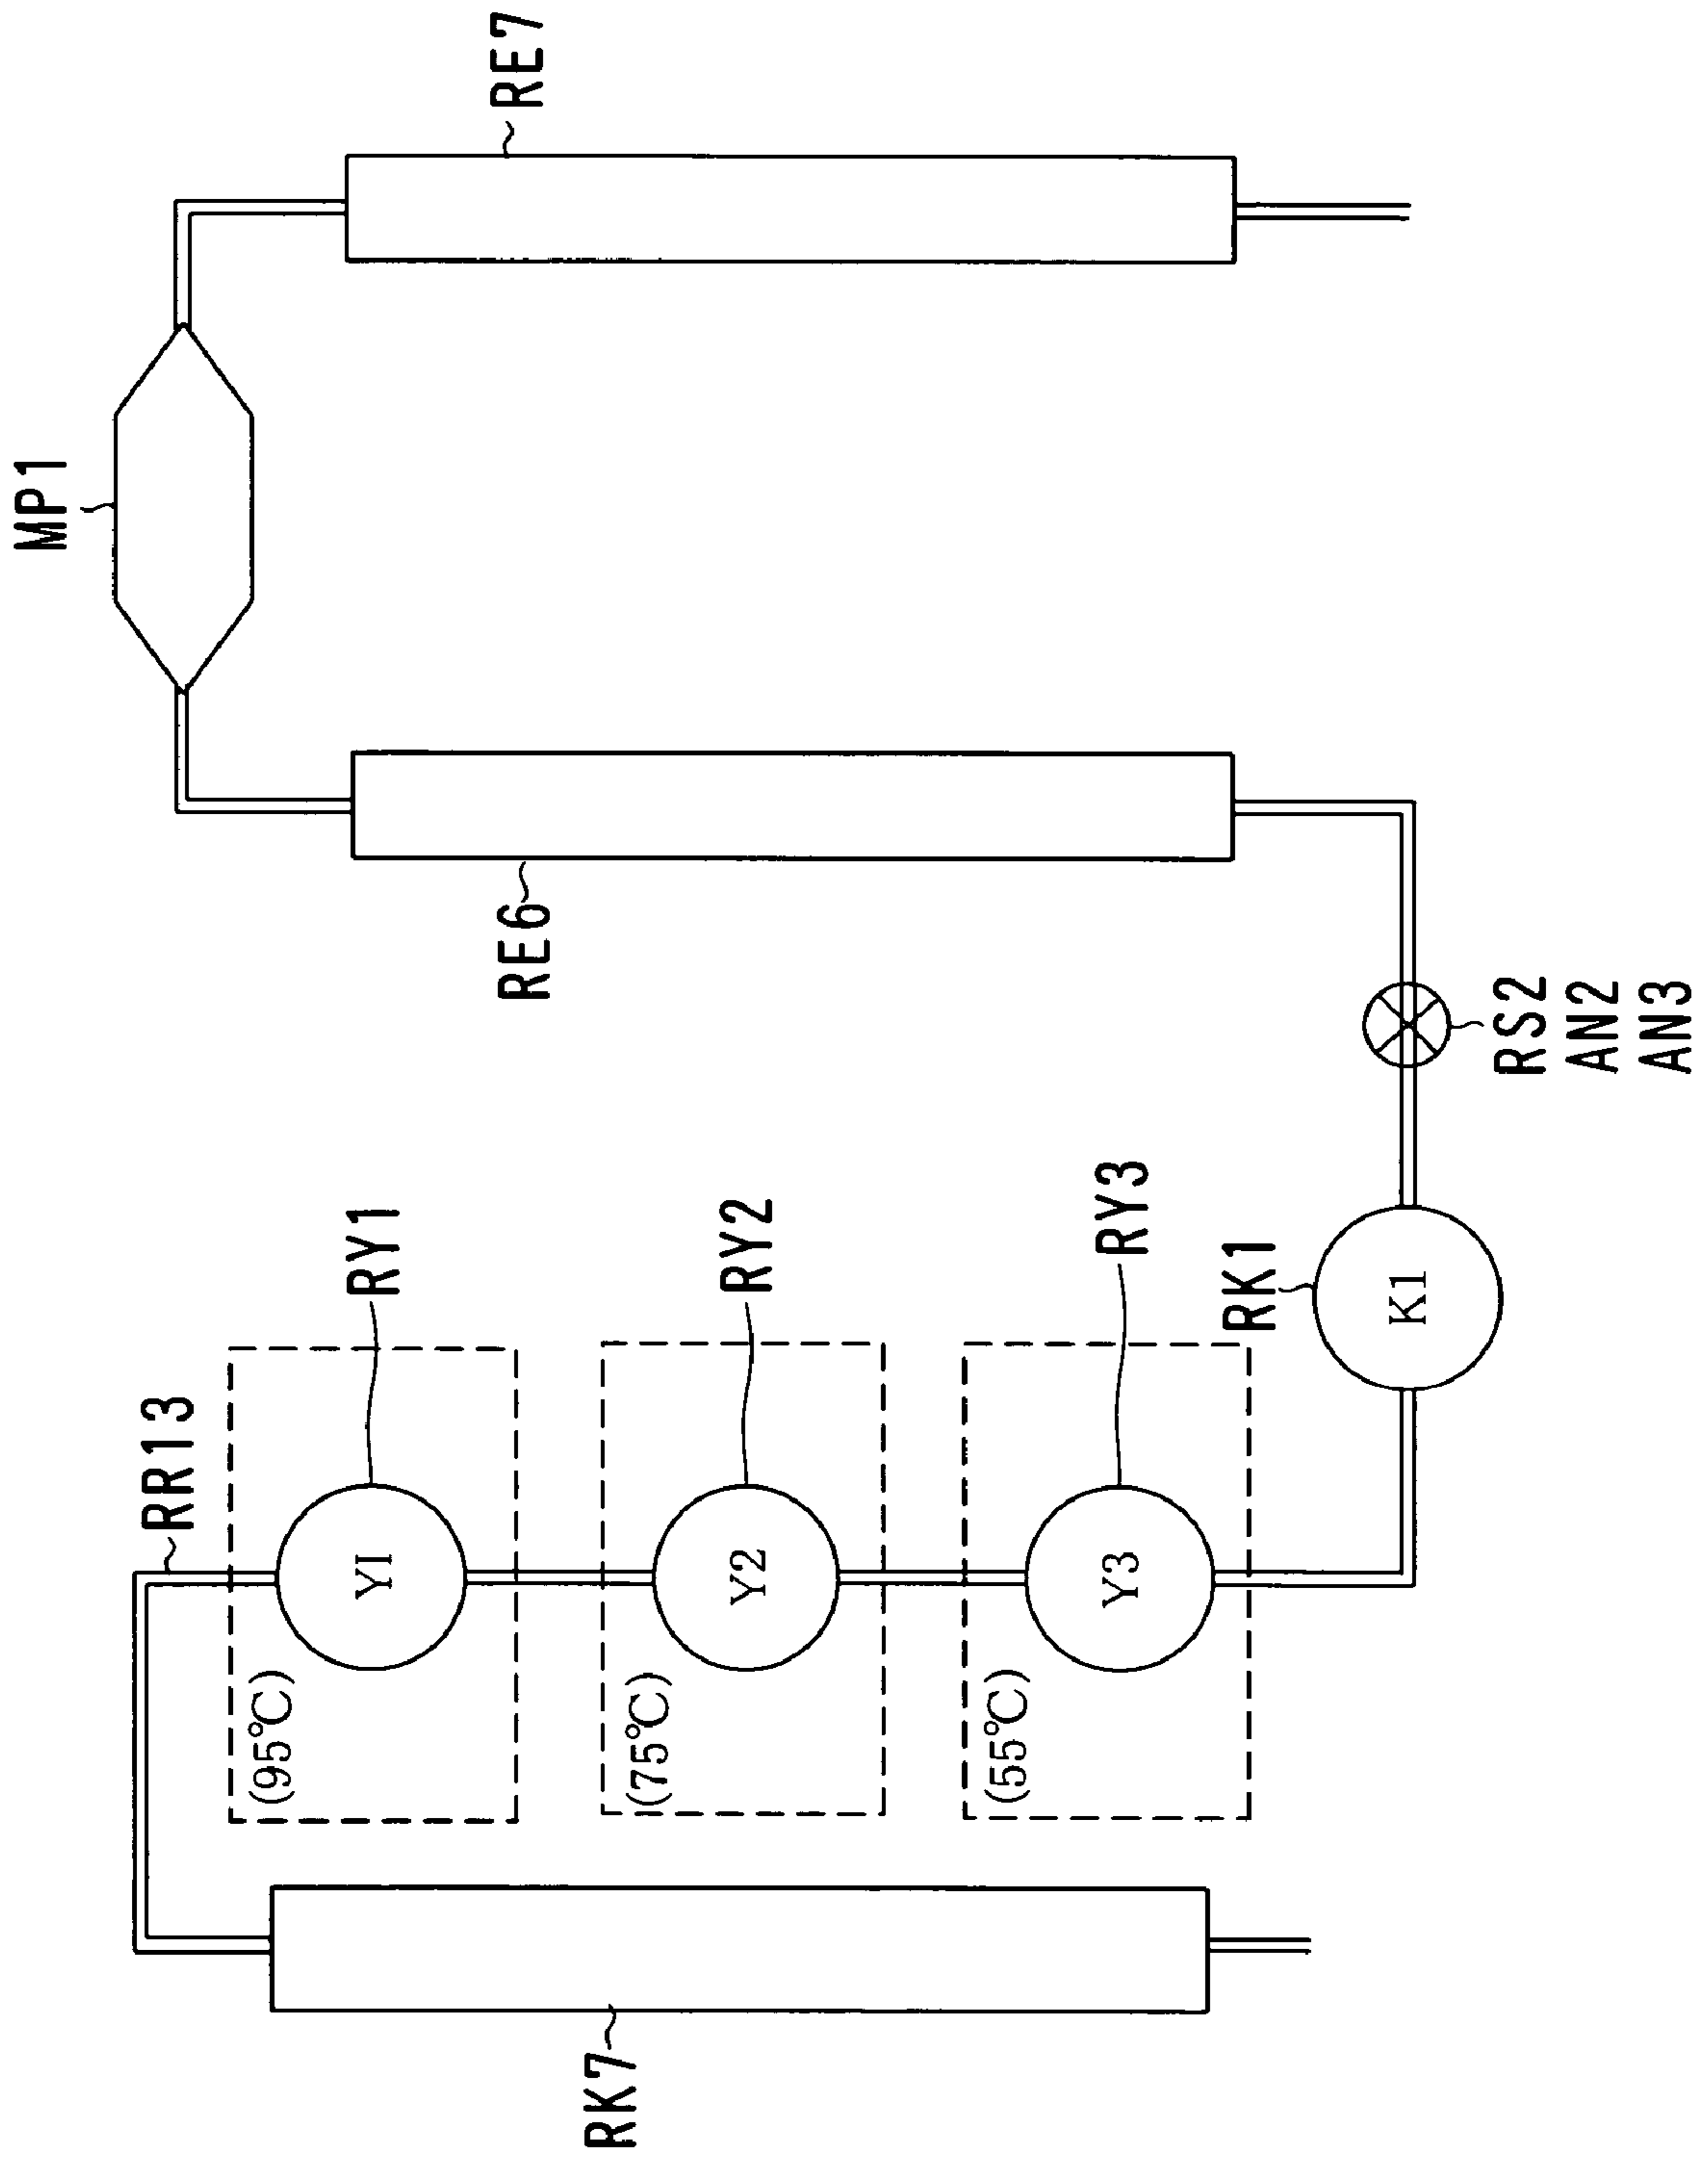 MP1
RE7
RE6
RR13
RY1
Y1
(95℃)
RY2
Y2
(75℃)
RY3
Y3
(55℃)
RK1
K1
RS2
AN2
AN3
RK7